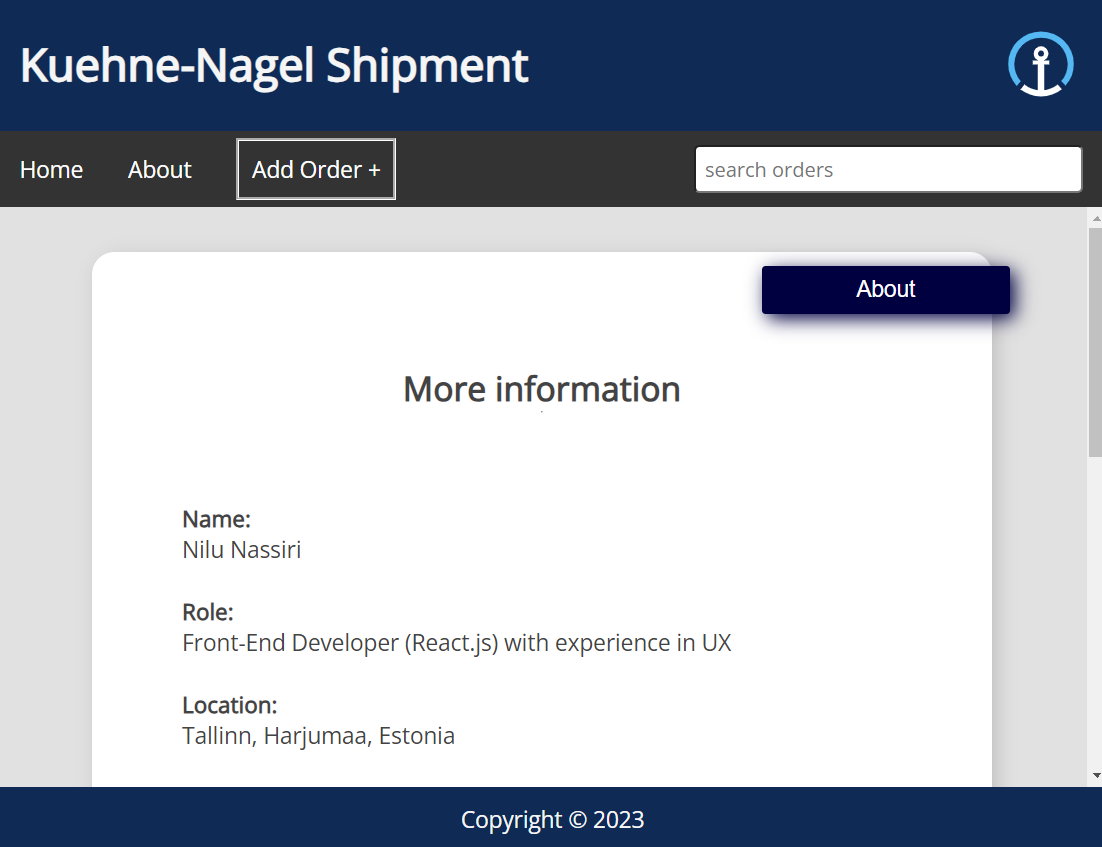 Kuehne-Nagel Shipment
Home
About
Add Order +
search orders
About
More information
Name:
Nilu Nassiri
Role:
Front-End Developer (React.js) with experience in UX
Location:
Tallinn, Harjumaa, Estonia
Copyright © 2023